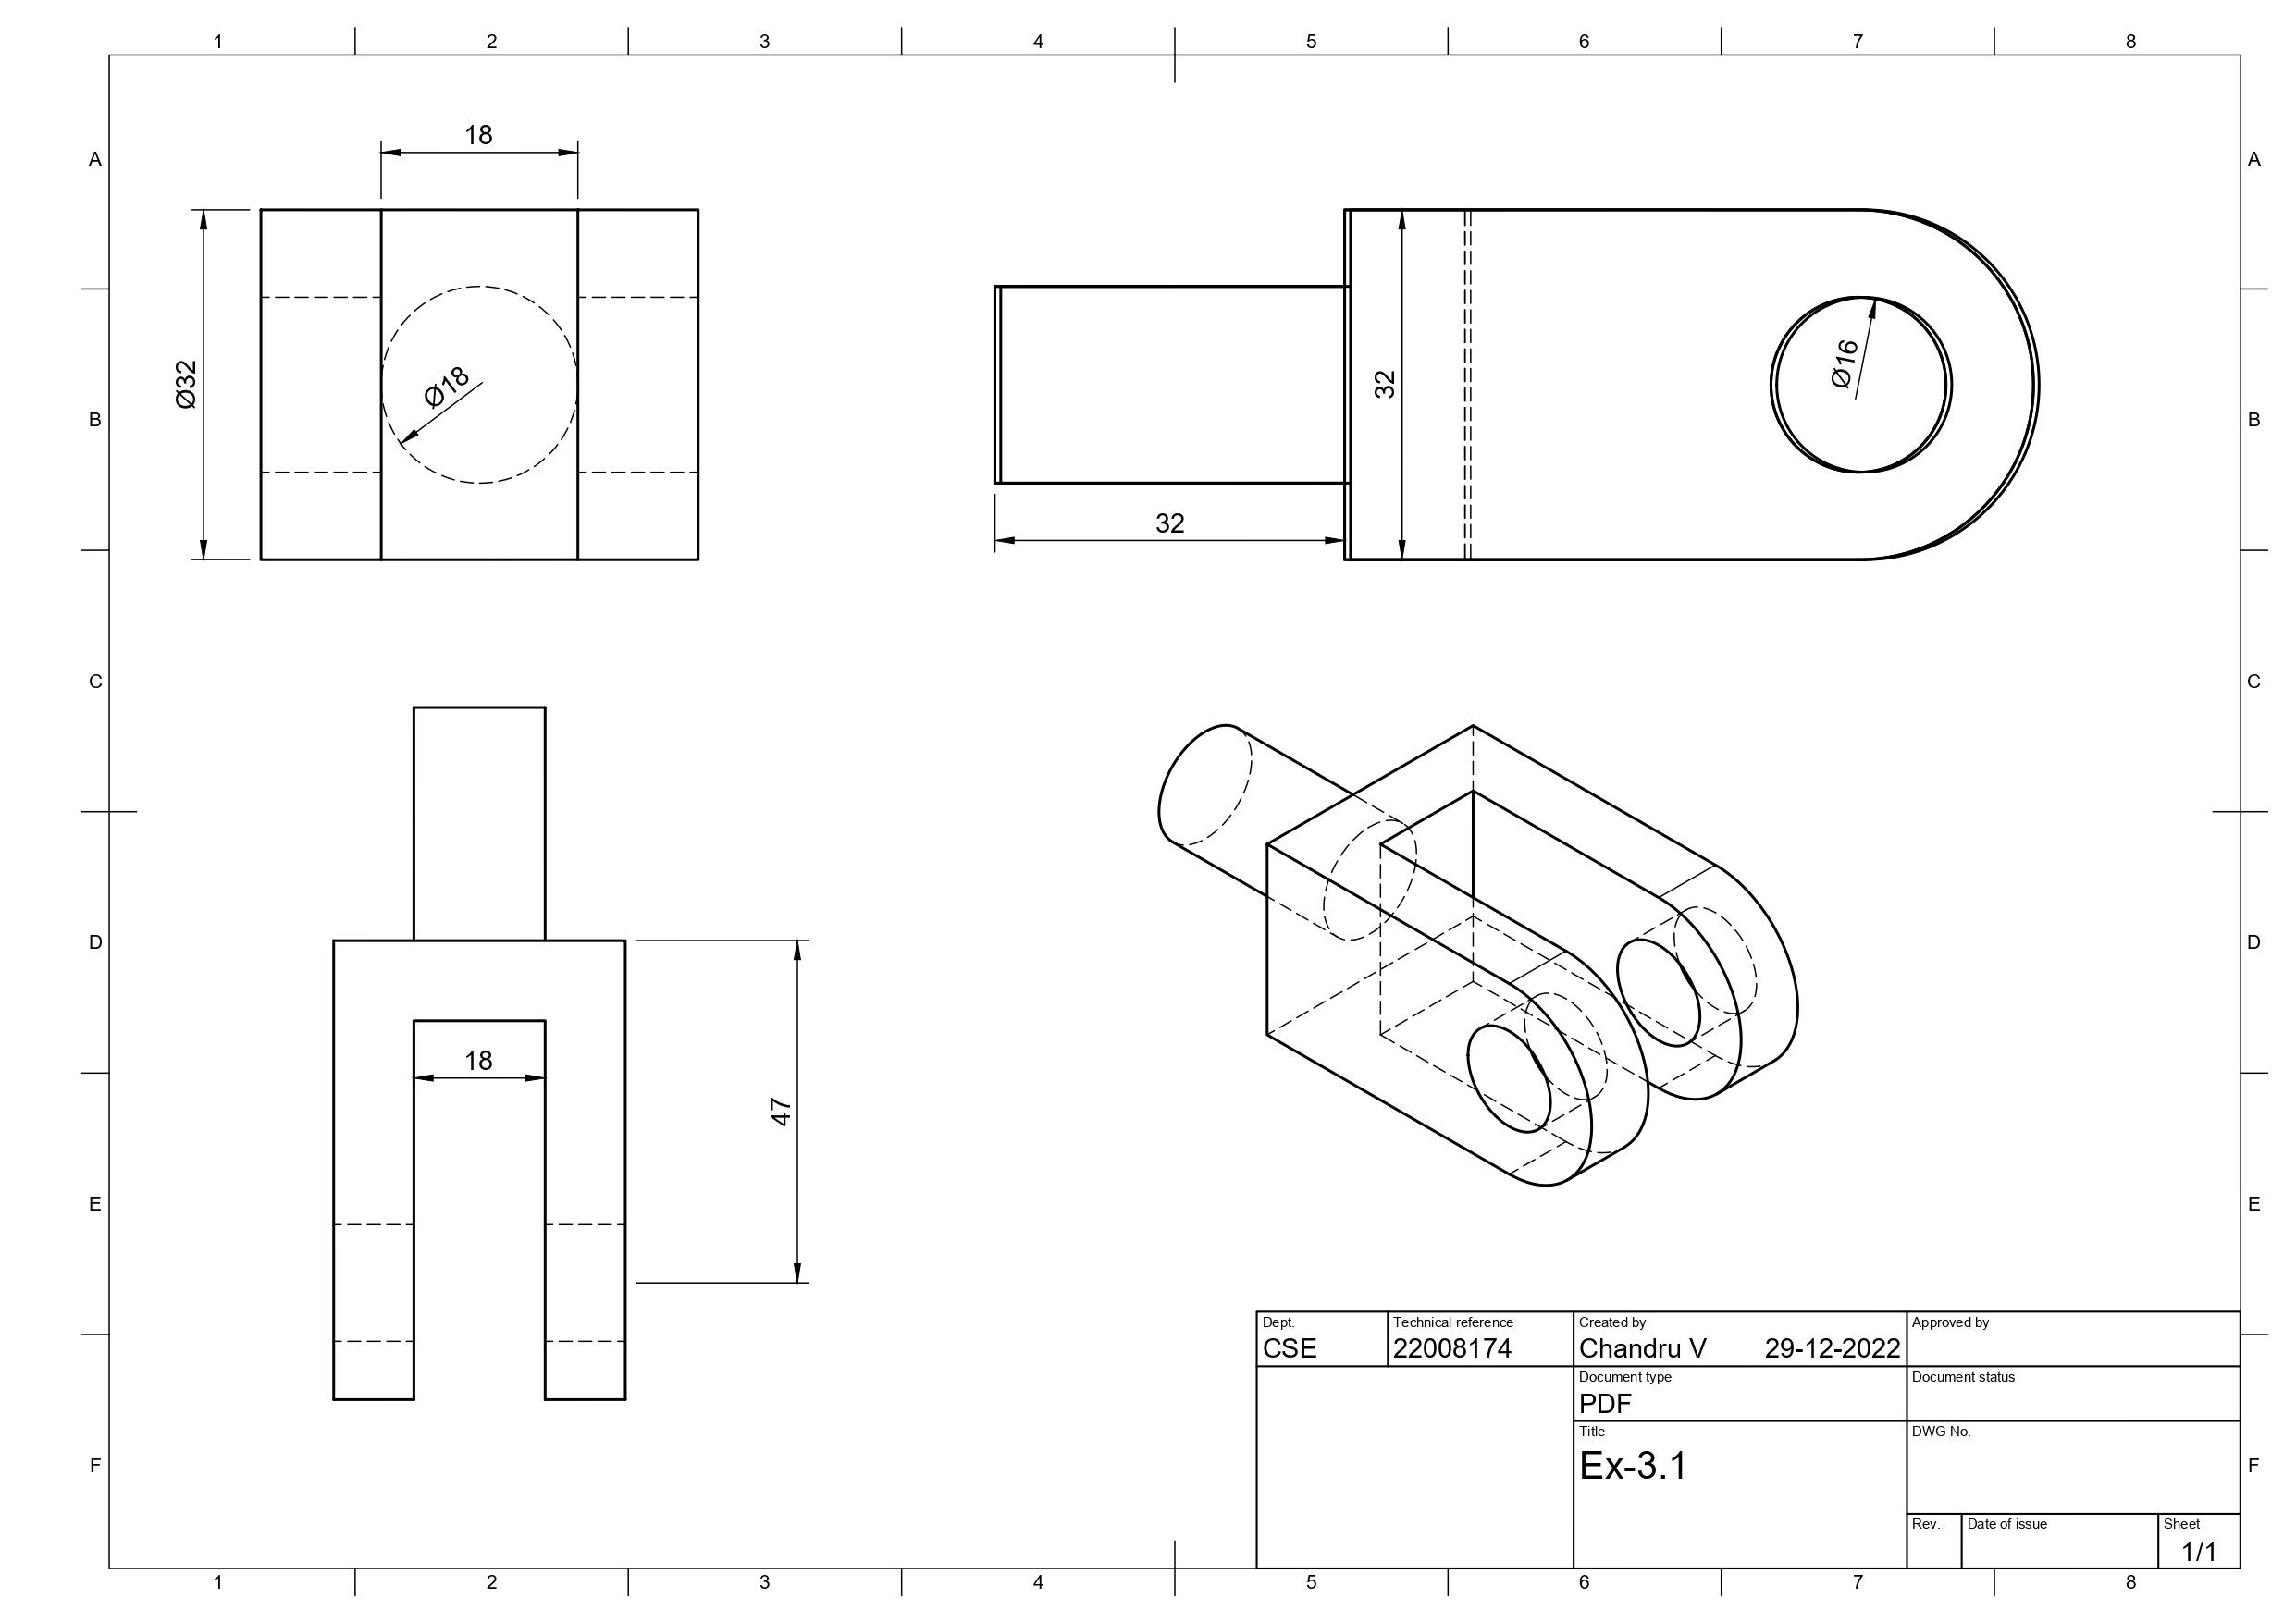 1 2 3 4 5 6 7 8
A A
18
Ø32
Ø18
32
Ø16
32
B B
C C
D D
18
47
E E
Dept.
CSE
Technical reference
22008174
Created by
Chandru V 29-12-2022
Approved by
Document type
PDF
Document status
Title
Ex-3.1
DWG No.
F F
Rev.
Date of issue
Sheet
1/1
1 2 3 4 5 6 7 8